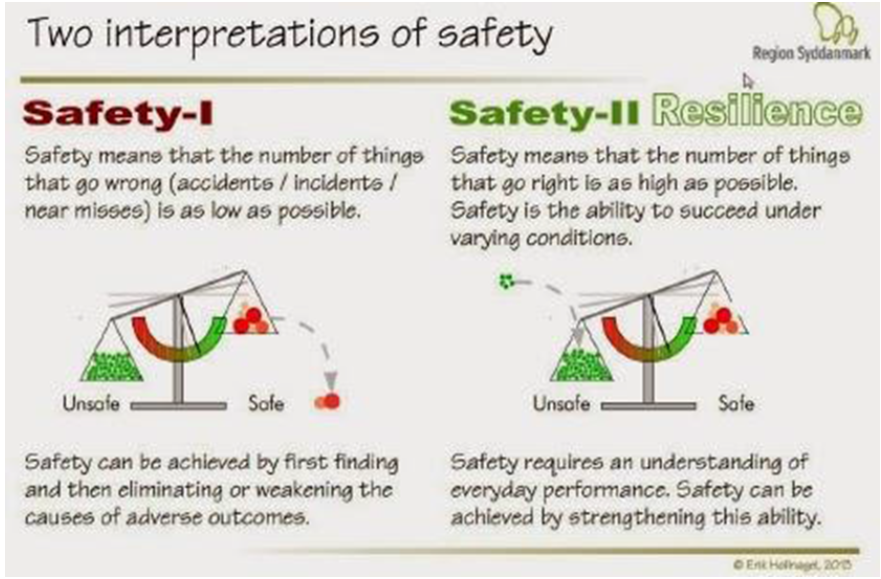 Two interpretations of safety
Region Syddanmark
Safety-I
Safety means that the number of things
that go wrong (accidents / incidents /
near misses) is as low as possible.
Unsafe
Safe
Safety can be achieved by first finding
and then eliminating or weakening the
causes of adverse outcomes.
Safety-II Resilience
Safety means that the number of things
that go right is as high as possible.
Safety is the ability to succeed under
varying conditions.
Unsafe
Safe
Safety requires an understanding of
everyday performance. Safety can be
achieved by strengthening this ability.
© Erik Hollnagel, 2013